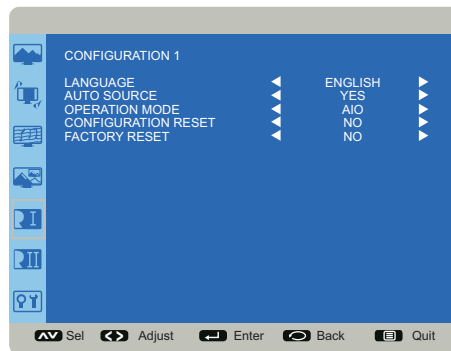 CONFIGURATION 1
LANGUAGE ENGLISH
AUTO SOURCE YES
OPERATION MODE AIO
CONFIGURATION RESET NO
FACTORY RESET NO
I
II
Sel Adjust Enter Back Quit